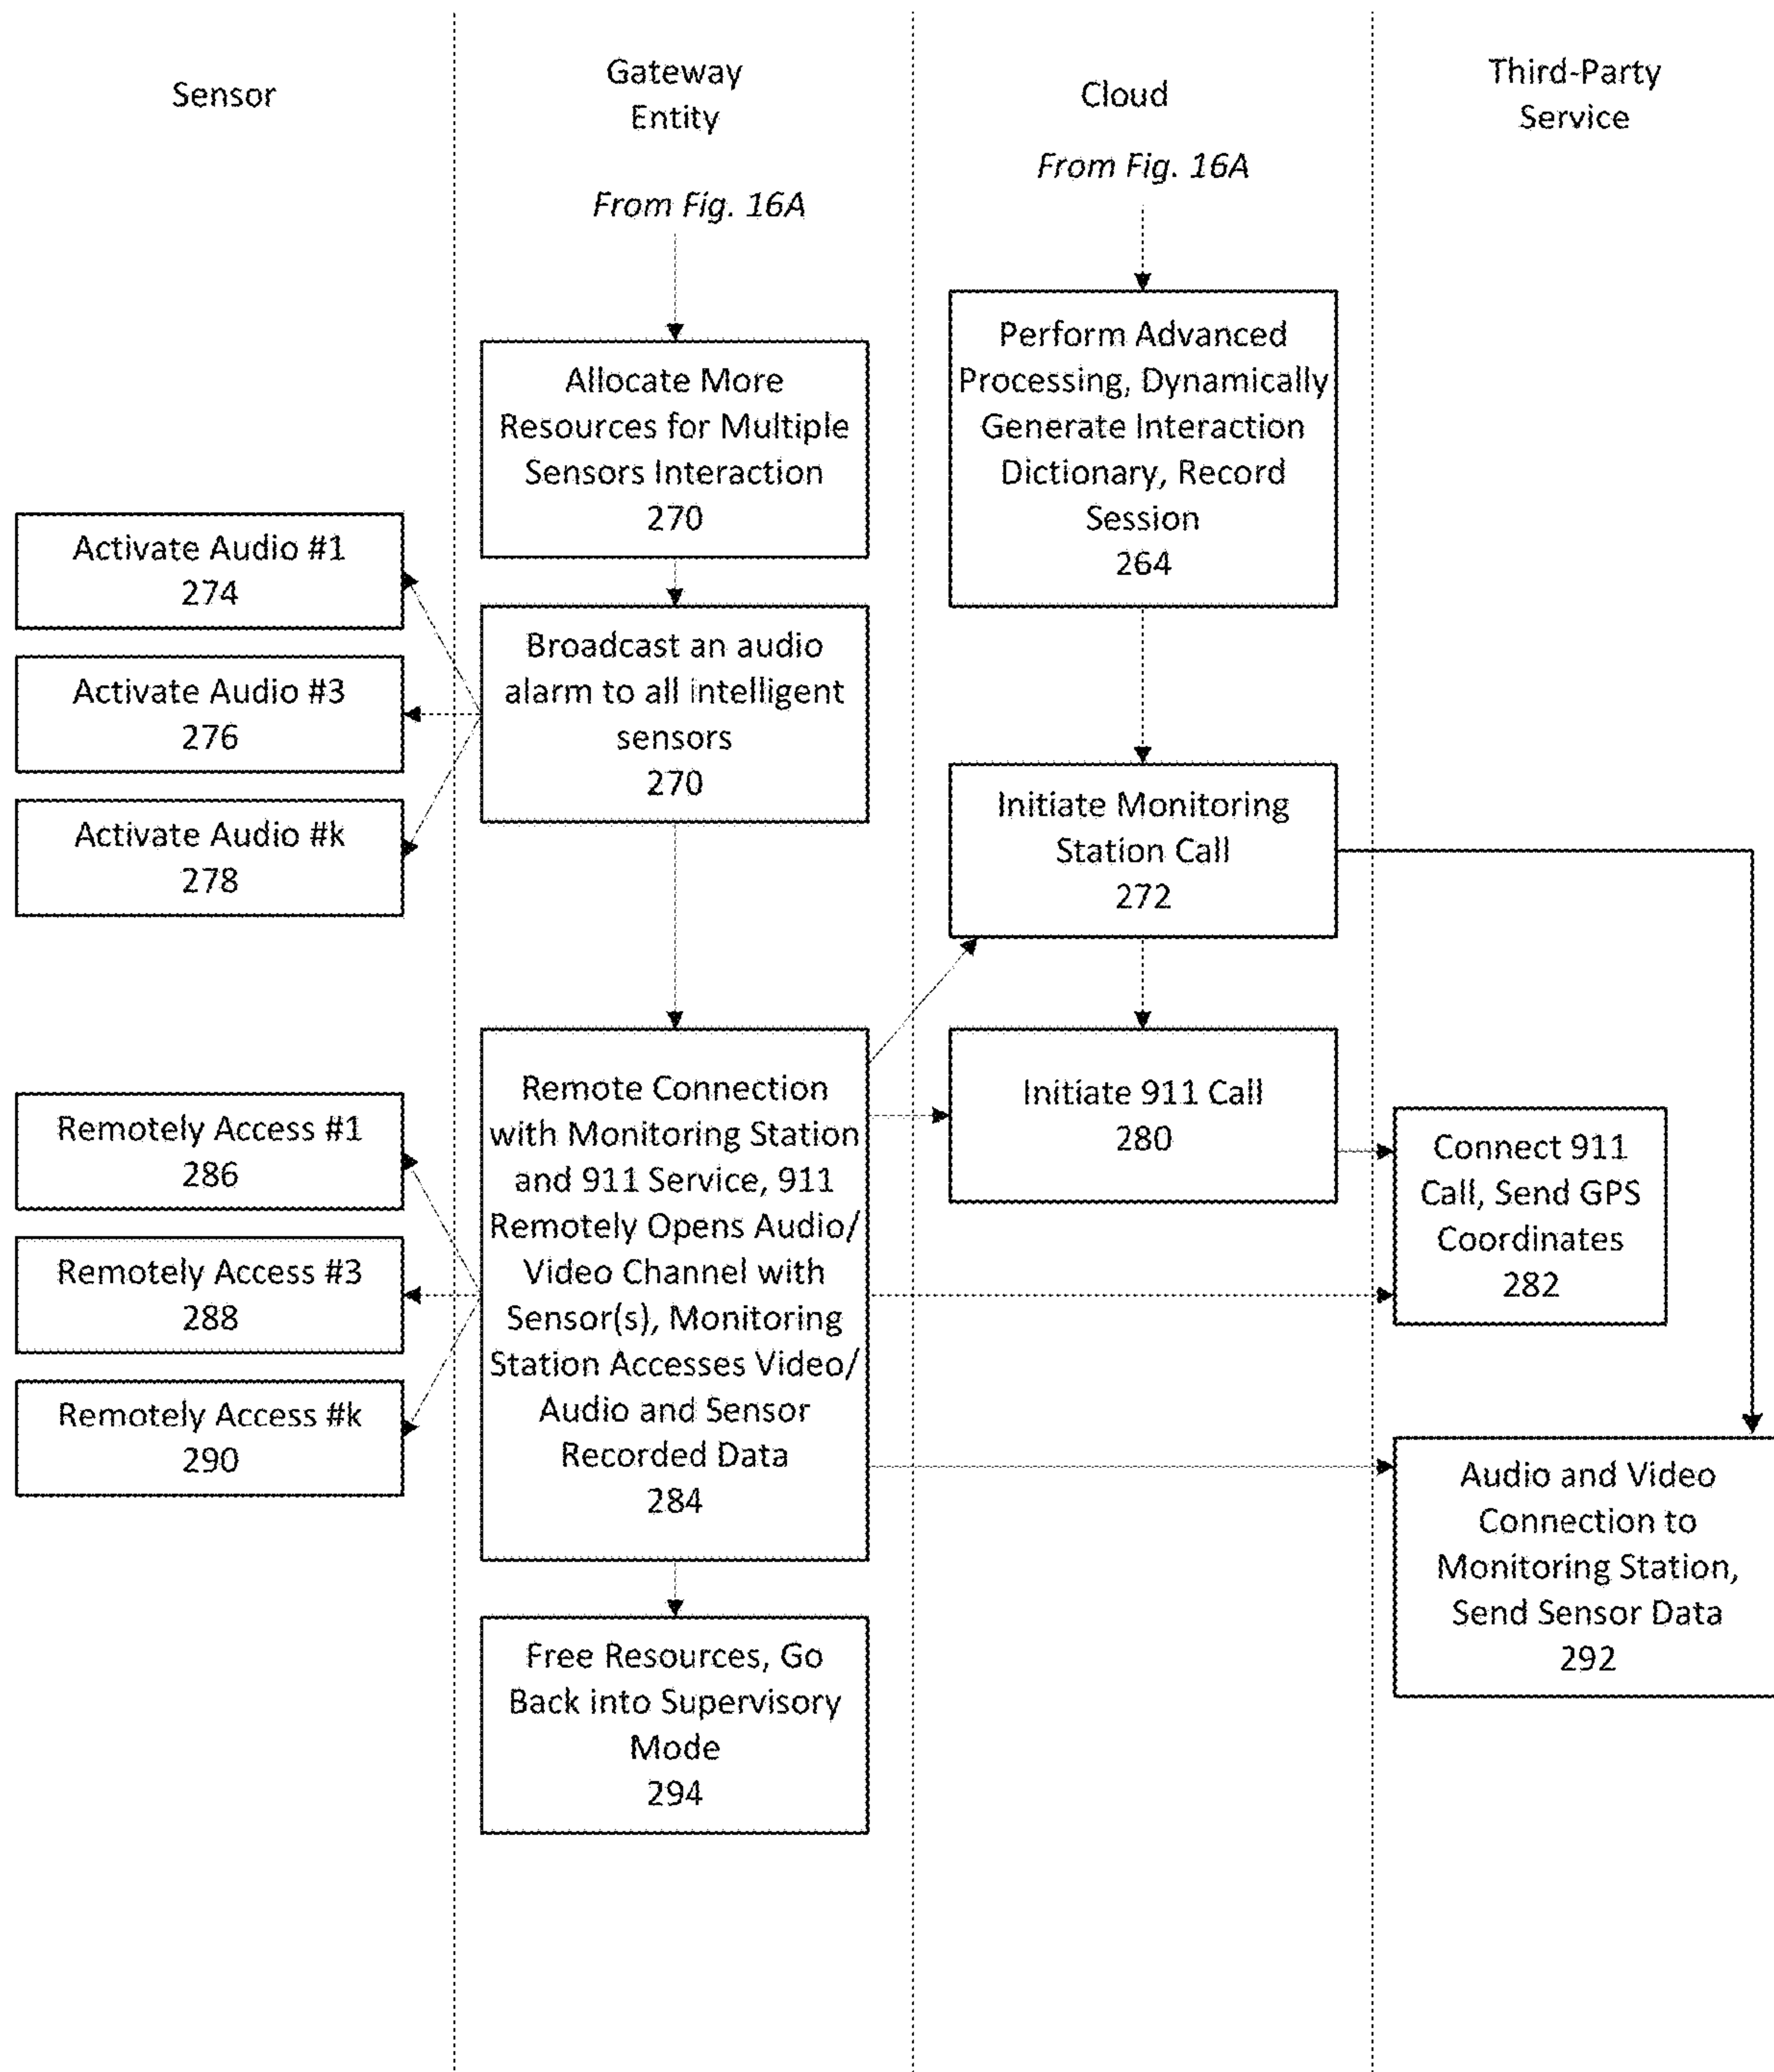 Sensor
Gateway
Entity
Cloud
Third-Party
Service
From Fig. 16A
From Fig. 16A
Allocate More
Resources for Multiple
Sensors Interaction
270
Perform Advanced
Processing, Dynamically
Generate Interaction
Dictionary, Record
Session
264
Activate Audio #1
274
Activate Audio #3
276
Activate Audio #k
278
Broadcast an audio
alarm to all intelligent
sensors
270
Initiate Monitoring
Station Call
272
Remotely Access #1
286
Remotely Access #3
288
Remotely Access #k
290
Remote Connection
with Monitoring Station
and 911 Service, 911
Remotely Opens Audio/
Video Channel with
Sensor(s), Monitoring
Station Accesses Video/
Audio and Sensor
Recorded Data
284
Initiate 911 Call
280
Connect 911
Call, Send GPS
Coordinates
282
Audio and Video
Connection to
Monitoring Station,
Send Sensor Data
292
Free Resources, Go
Back into Supervisory
Mode
294